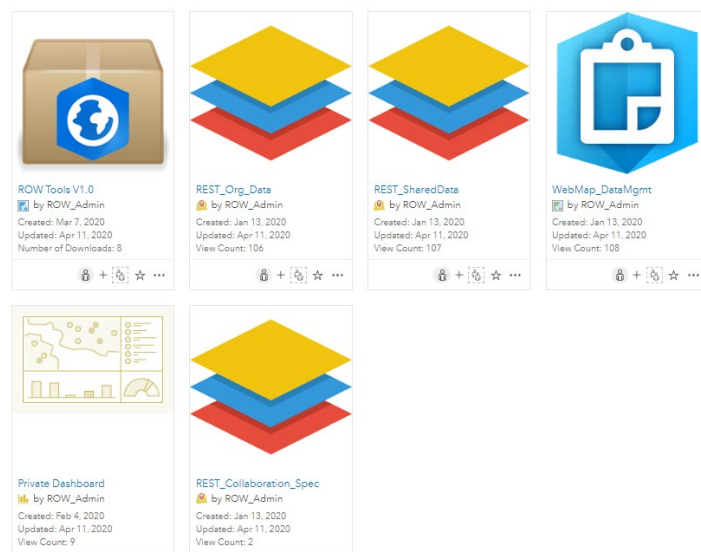 ROW Tools V1.0
by ROW_Admin
Created: Mar 7, 2020
Updated: Apr 11, 2020
Number of Downloads: 8
REST_Org_Data
by ROW_Admin
Created: Jan 13, 2020
Updated: Apr 11, 2020
View Count: 106
REST_SharedData
by ROW_Admin
Created: Jan 13, 2020
Updated: Apr 11, 2020
View Count: 107
WebMap_DataMgmt
by ROW_Admin
Created: Jan 13, 2020
Updated: Apr 11, 2020
View Count: 108
Private Dashboard
by ROW_Admin
Created: Feb 4, 2020
Updated: Apr 11, 2020
View Count: 9
REST_Collaboration_Spec
by ROW_Admin
Created: Jan 13, 2020
Updated: Apr 11, 2020
View Count: 2